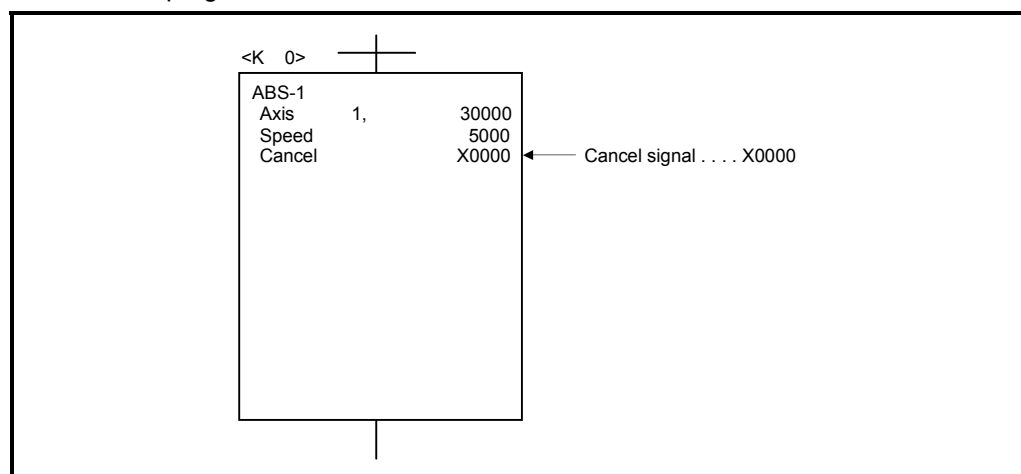 <K 0>
ABS-1
Axis 1, 30000
Speed 5000
Cancel X0000 Cancel signal . . . . X0000